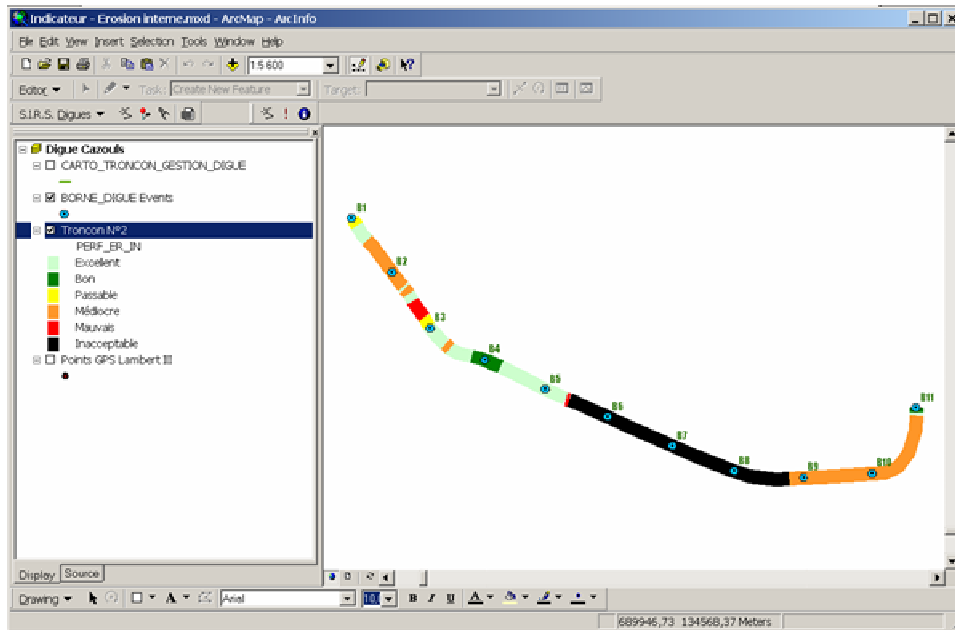 Indicateur - Erosion interne.mxd - ArcMap - ArcInfo
File Edit View Insert Selection Tools Window Help
1:5 600
Editor Task: Create New Feature Target:
S.I.R.S. Digues
Digue Cazouls
CARTO_TRONCON_GESTION_DIGUE
BORNE_DIGUE Events
Troncon N°2
PERF_ER_IN
Excellent
Bon
Passable
Médiocre
Mauvais
Inacceptable
Points GPS Lambert III
B1
B2
B3
B4
B5
B6
B7
B8
B9
B10
B11
Display Source
Drawing A Arial 10 B I U A
689946,73 134568,37 Meters